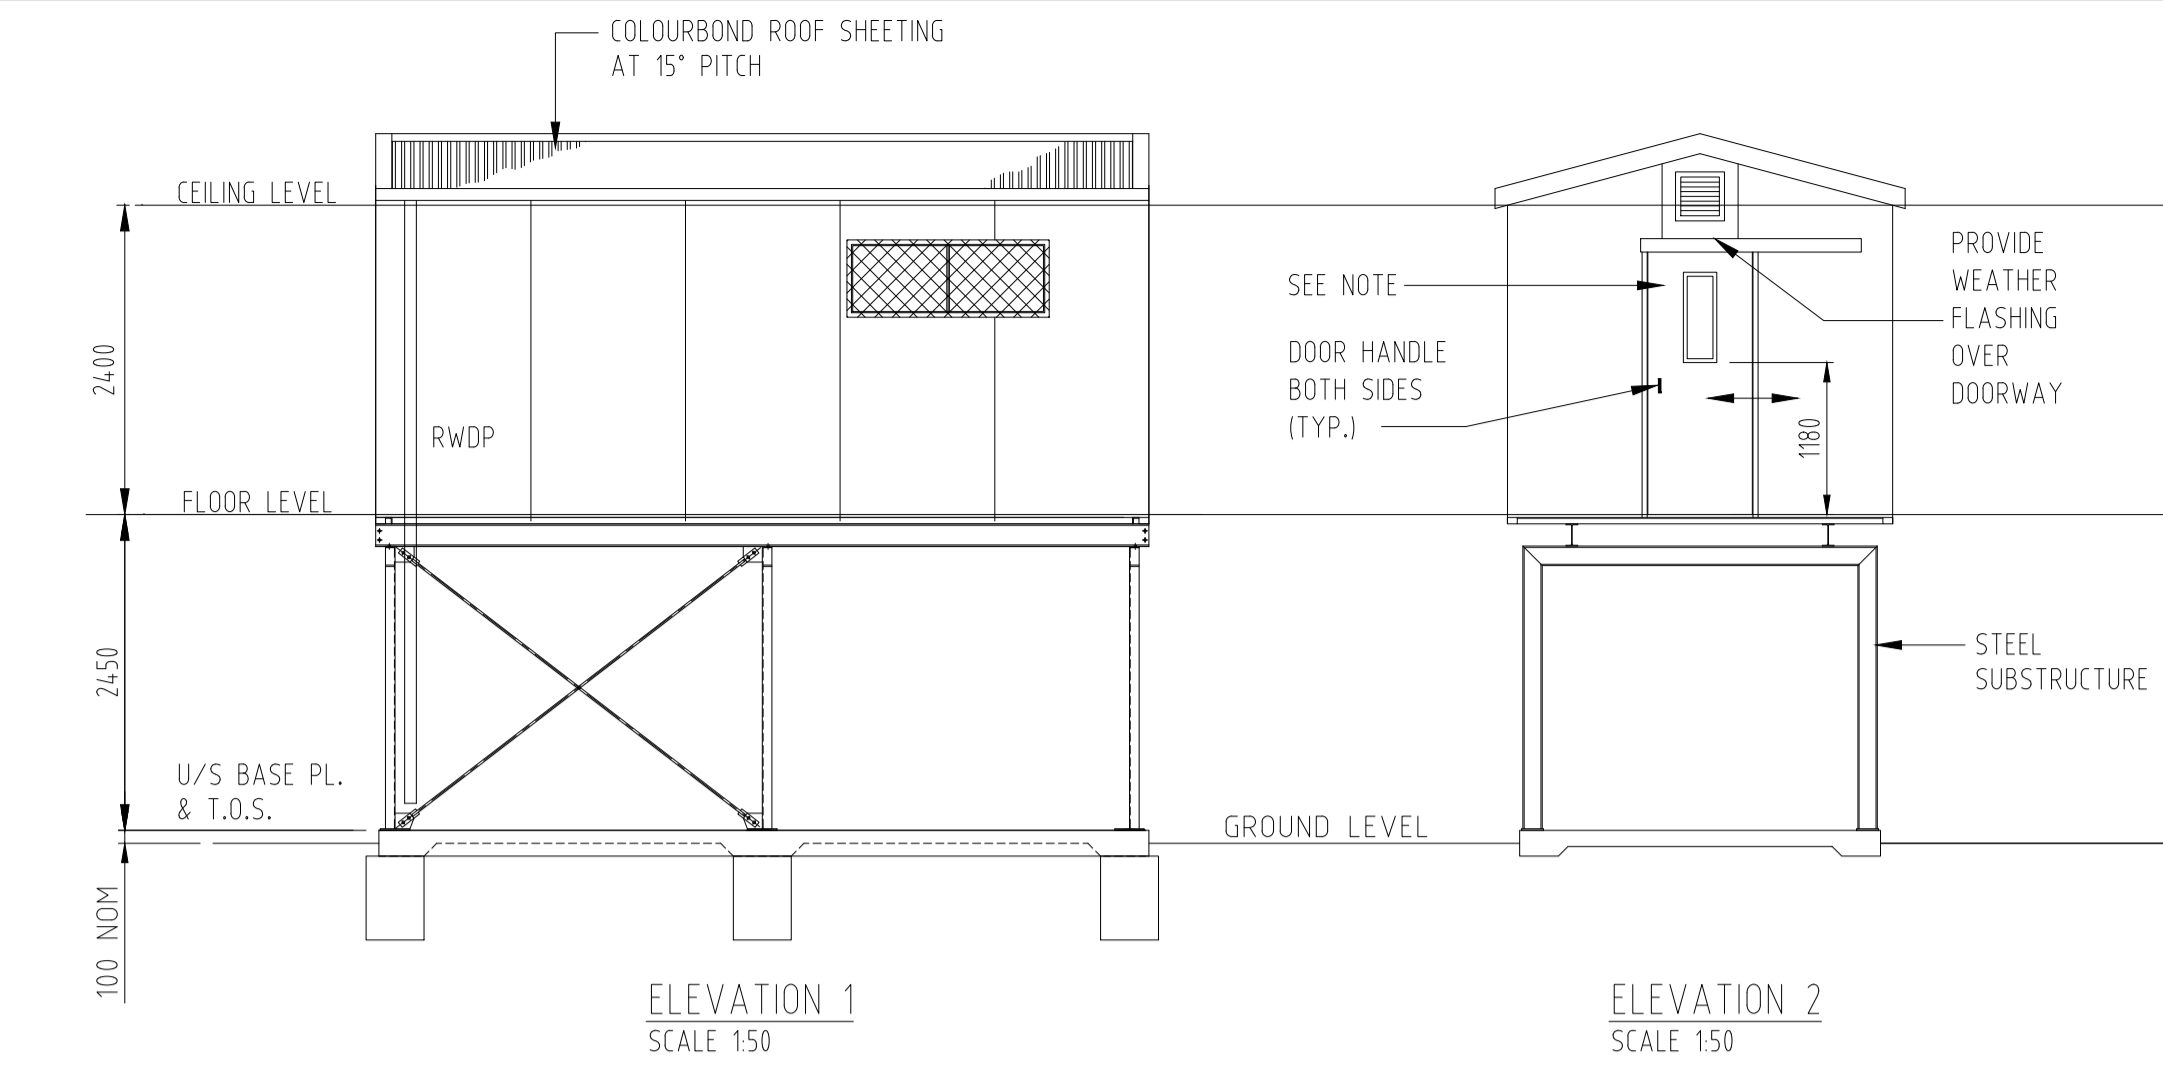 COLOURBOND ROOF SHEETING
AT 15° PITCH
CEILING LEVEL
2400
RWDP
FLOOR LEVEL
2450
U/S BASE PL.
& T.O.S.
100 NOM
ELEVATION 1
SCALE 1:50
SEE NOTE
DOOR HANDLE
BOTH SIDES
(TYP.)
PROVIDE
WEATHER
FLASHING
OVER
DOORWAY
1180
STEEL
SUBSTRUCTURE
GROUND LEVEL
ELEVATION 2
SCALE 1:50